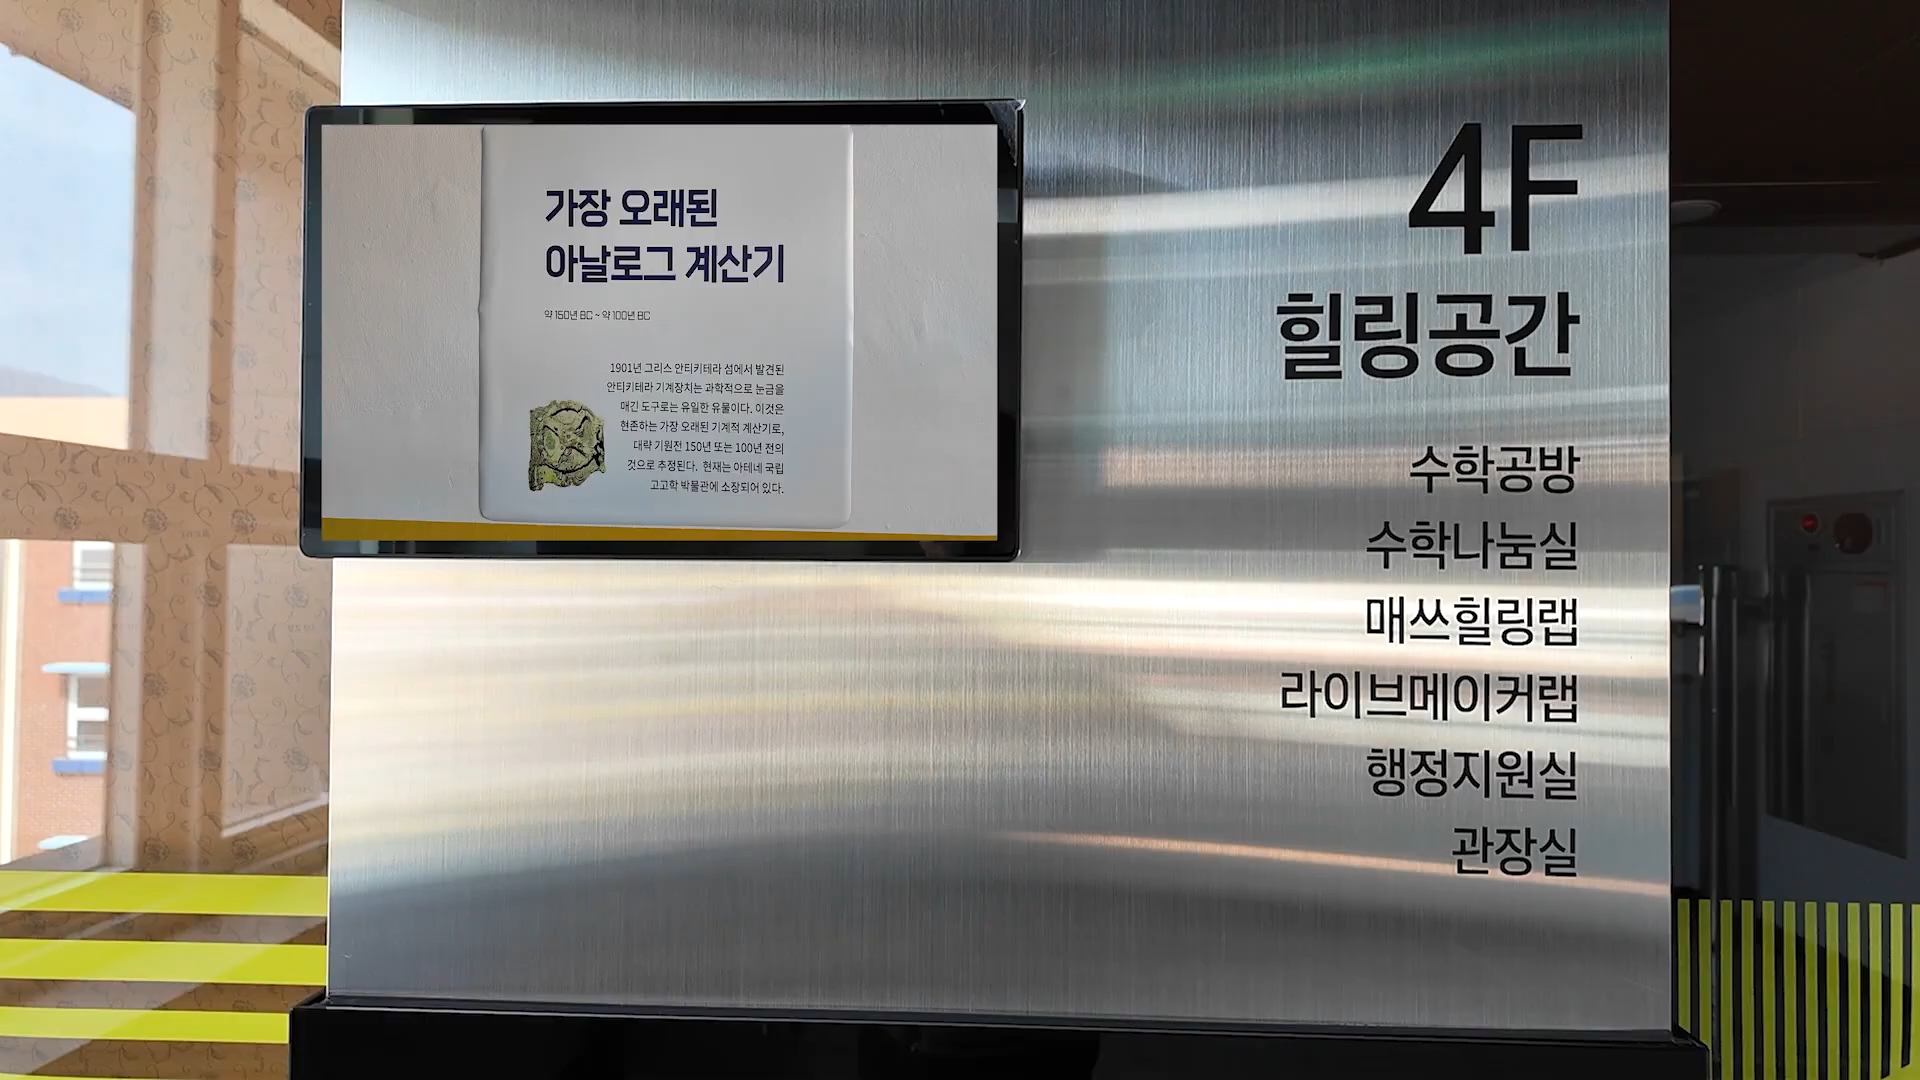 가장 오래된
아날로그 계산기
약 150년 BC ~ 약 100년 BC
1901년 그리스 안티키테라 섬에서 발견된
안티키테라 기계장치는 과학적으로 눈금을
매긴 도구로는 유일한 유물이다. 이것은
현존하는 가장 오래된 기계적 계산기로,
대략 기원전 150년 또는 100년 전의
것으로 추정된다. 현재는 아테네 국립
고고학 박물관에 소장되어 있다.
4F
힐링공간
수학공방
수학나눔실
매쓰힐링랩
라이브메이커랩
행정지원실
관장실